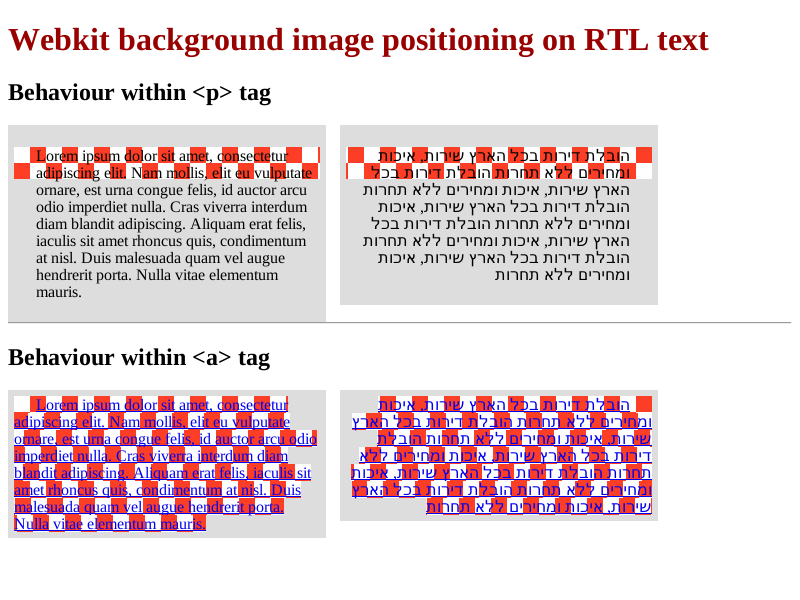 Webkit background image positioning on RTL text
Behaviour within <p> tag
Lorem ipsum dolor sit amet, consectetur
adipiscing elit. Nam mollis, elit eu vulputate
ornare, est urna congue felis, id auctor arcu
odio imperdiet nulla. Cras viverra interdum
diam blandit adipiscing. Aliquam erat felis,
iaculis sit amet rhoncus quis, condimentum
at nisl. Duis malesuada quam vel augue
hendrerit porta. Nulla vitae elementum
mauris.
הובלת דירות בכל הארץ שירות, איכות
ומחירים ללא תחרות הובלת דירות בכל
הארץ שירות, איכות ומחירים ללא תחרות
הובלת דירות בכל הארץ שירות, איכות
ומחירים ללא תחרות הובלת דירות בכל
הארץ שירות, איכות ומחירים ללא תחרות
הובלת דירות בכל הארץ שירות, איכות
ומחירים ללא תחרות
Behaviour within <a> tag
Lorem ipsum dolor sit amet, consectetur
adipiscing elit. Nam mollis, elit eu vulputate
ornare, est urna congue felis, id auctor arcu odio
imperdiet nulla. Cras viverra interdum diam
blandit adipiscing. Aliquam erat felis, iaculis sit
amet rhoncus quis, condimentum at nisl. Duis
malesuada quam vel augue hendrerit porta.
Nulla vitae elementum mauris.
הובלת דירות בכל הארץ שירות, איכות
ומחירים ללא תחרות הובלת דירות בכל הארץ
שירות, איכות ומחירים ללא תחרות הובלת
דירות בכל הארץ שירות, איכות ומחירים ללא
תחרות הובלת דירות בכל הארץ שירות, איכות
ומחירים ללא תחרות הובלת דירות בכל הארץ
שירות, איכות ומחירים ללא תחרות